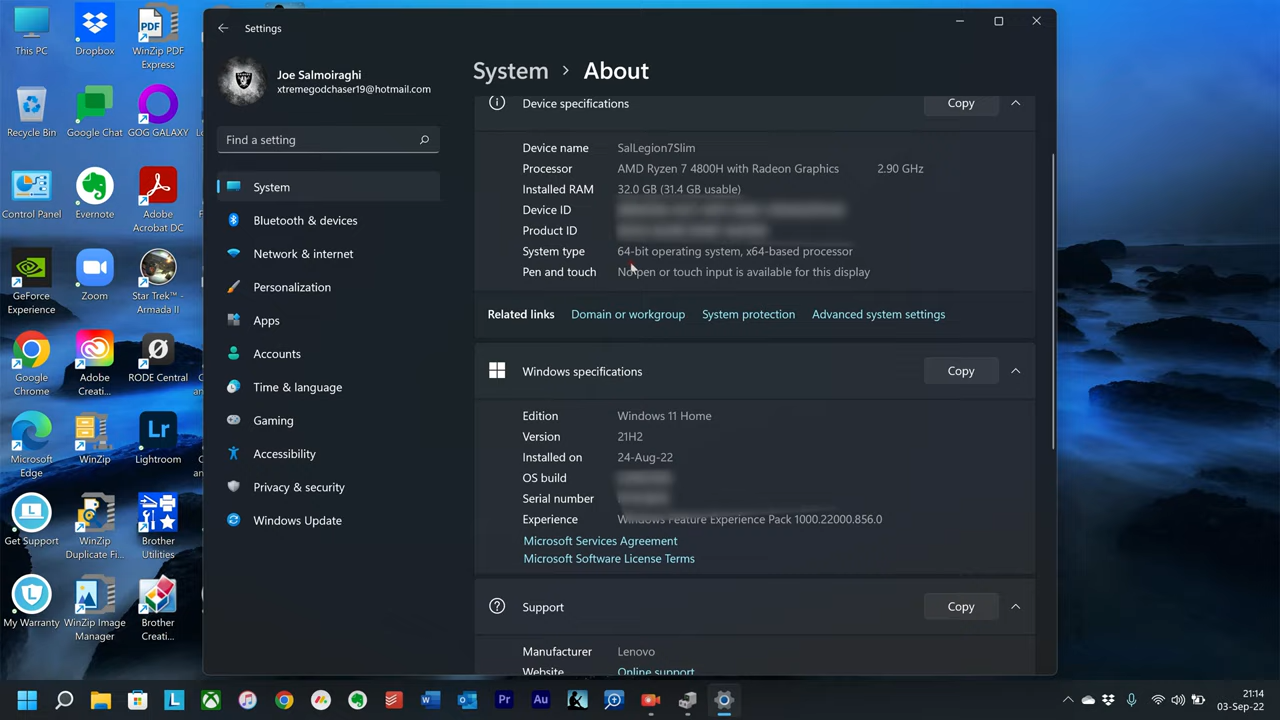 This PC
Dropbox
WinZip PDF
Express
Recycle Bin
Google Chat
GOG GALAXY
Control Panel
Evernote
Adobe
Acrobat DC
GeForce
Experience
Zoom
Star Trek™ -
Armada II
Google
Chrome
Adobe
Creati...
RODE Central
Microsoft
Edge
WinZip
Lr
Lightroom
Get Support
WinZip
Duplicate Fi...
Brother
Utilities
My Warranty
WinZip Image
Manager
Brother
Creati...
Settings
Joe Salmoiraghi
xtremegodchaser19@hotmail.com
Find a setting
System
Bluetooth & devices
Network & internet
Personalization
Apps
Accounts
Time & language
Gaming
Accessibility
Privacy & security
Windows Update
System > About
Device specifications Copy
Device name SalLegion7Slim
Processor AMD Ryzen 7 4800H with Radeon Graphics 2.90 GHz
Installed RAM 32.0 GB (31.4 GB usable)
Device ID
Product ID
System type 64-bit operating system, x64-based processor
Pen and touch No pen or touch input is available for this display
Related links Domain or workgroup System protection Advanced system settings
Windows specifications Copy
Edition Windows 11 Home
Version 21H2
Installed on 24-Aug-22
OS build
Serial number
Experience Windows Feature Experience Pack 1000.22000.856.0
Microsoft Services Agreement
Microsoft Software License Terms
Support Copy
Manufacturer Lenovo
Website Online support
L W Pr Au
21:14
03-Sep-22